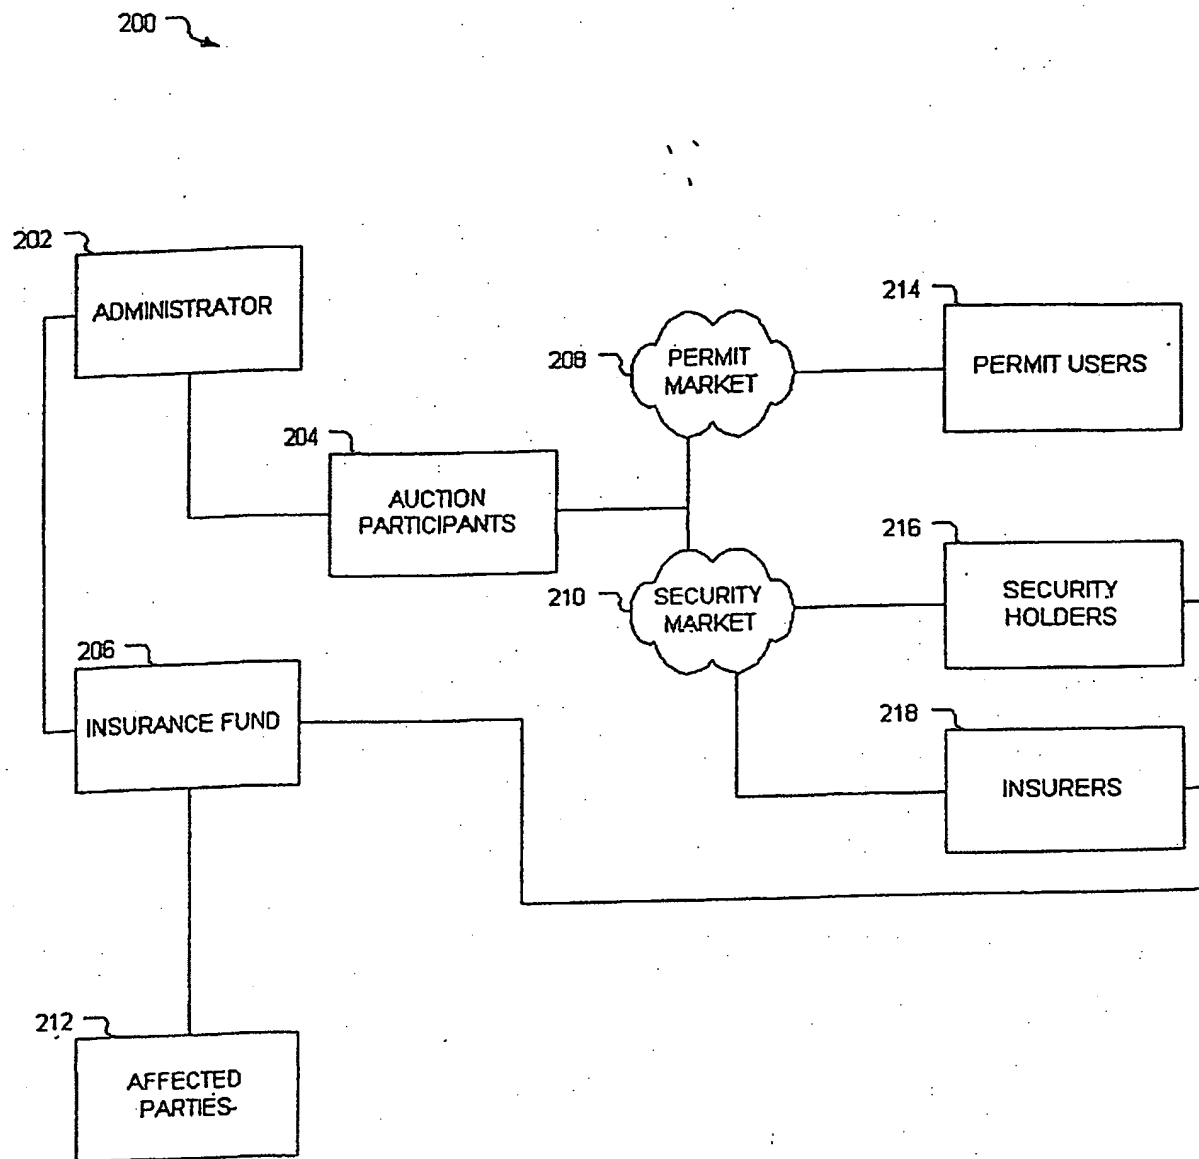 200
202
ADMINISTRATOR
204
AUCTION
PARTICIPANTS
206
INSURANCE FUND
208
PERMIT
MARKET
210
SECURITY
MARKET
212
AFFECTED
PARTIES
214
PERMIT USERS
216
SECURITY
HOLDERS
218
INSURERS